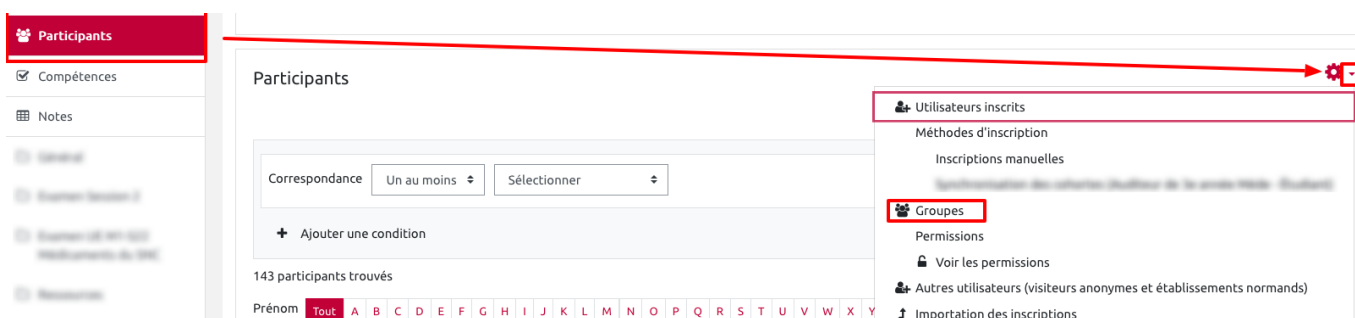 Participants
Compétences
Notes
Participants
Utilisateurs inscrits
Méthodes d'inscription
Inscriptions manuelles
Groupes
Permissions
Voir les permissions
Autres utilisateurs (visiteurs anonymes et établissements normands)
Importation des inscriptions
Correspondance Un au moins Sélectionner
Ajouter une condition
143 participants trouvés
Prénom Tout A B C D E F G H I J K L M N O P Q R S T U V W X Y